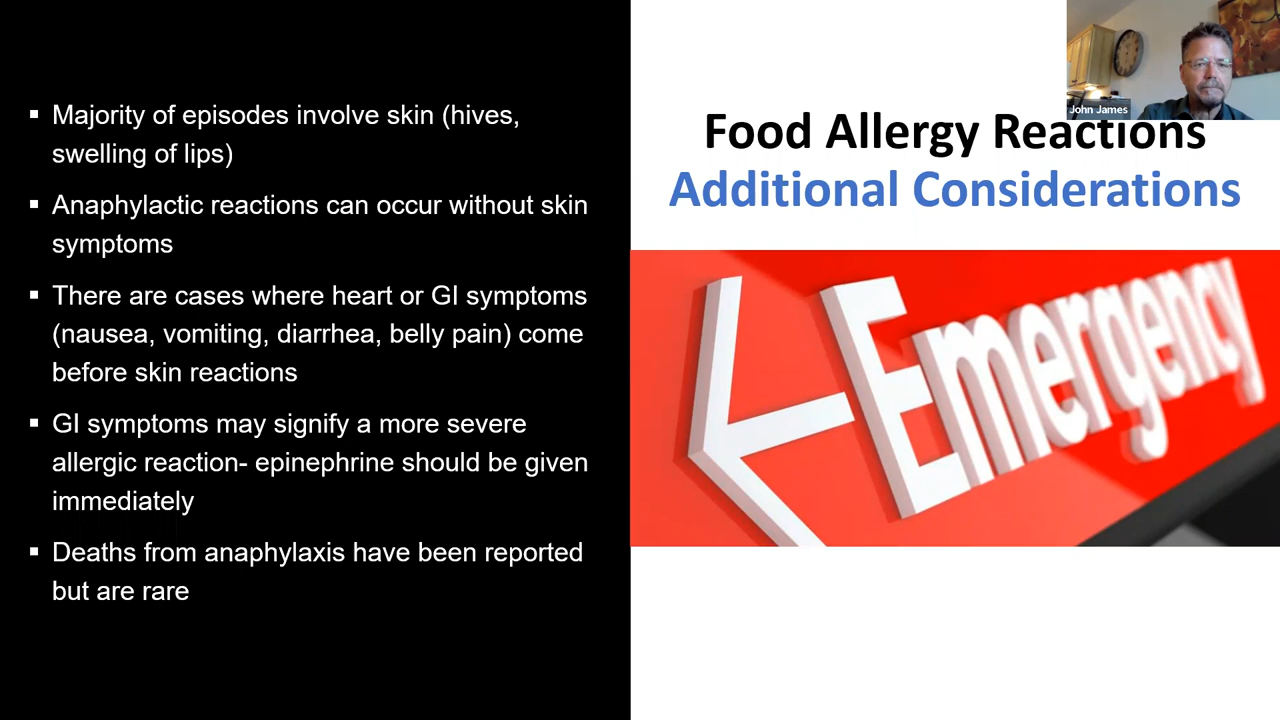 ▪ Majority of episodes involve skin (hives,
swelling of lips)
▪ Anaphylactic reactions can occur without skin
symptoms
▪ There are cases where heart or GI symptoms
(nausea, vomiting, diarrhea, belly pain) come
before skin reactions
▪ GI symptoms may signify a more severe
allergic reaction- epinephrine should be given
immediately
▪ Deaths from anaphylaxis have been reported
but are rare
John James
Food Allergy Reactions
Additional Considerations
Emergency